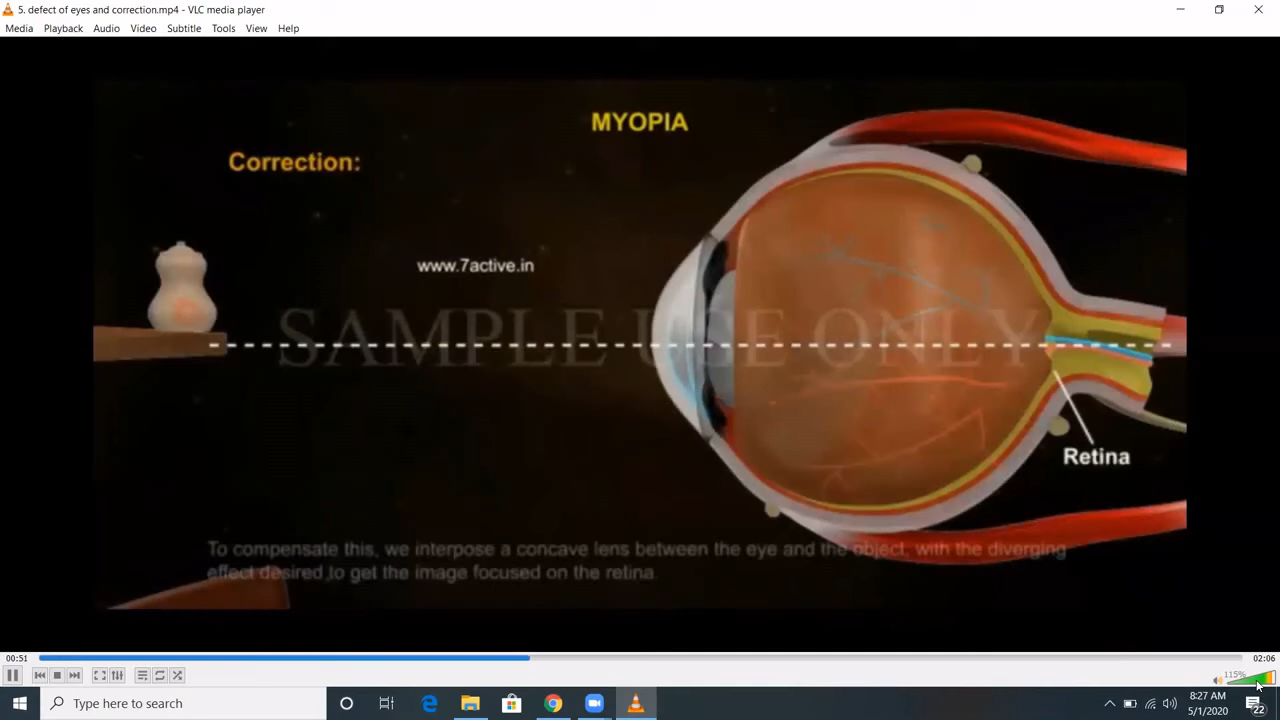 5. defect of eyes and correction.mp4 - VLC media player
Media Playback Audio Video Subtitle Tools View Help
MYOPIA
Correction:
www.7active.in
SAMPLE USE ONLY
Retina
To compensate this, we interpose a concave lens between the eye and the object, with the diverging
effect desired to get the image focused on the retina.
00:51
02:06
115%
Type here to search
8:27 AM
5/1/2020
22